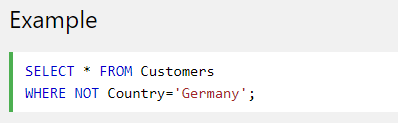 Example
SELECT * FROM Customers
WHERE NOT Country='Germany';